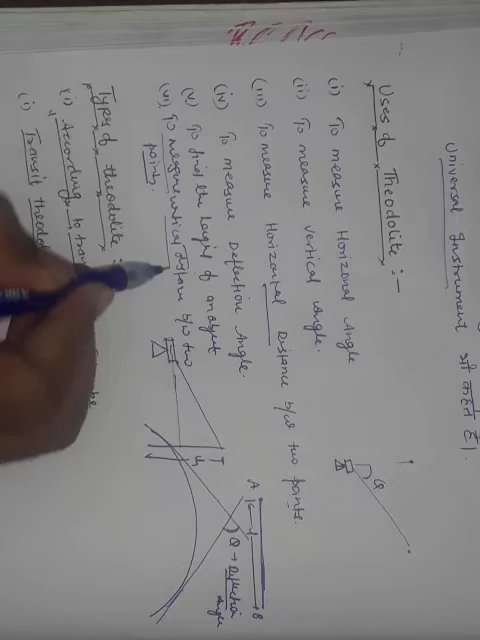 Universal Instrument भी कहते है।
Uses of Theodolite :-
(i) To measure Horizonal Angle
(ii) To measure vertical Angle.
(iii) To measure Horizontal Distance b/w two points.
(iv) To measure Deflection Angle.
(v) To find the height of an object
(vi) To measure vertical distance b/w two
points.
Types of theodolite :-
(i) According to
(i) Transit
T
h
A
B
θ → Deflection
Angle
θ